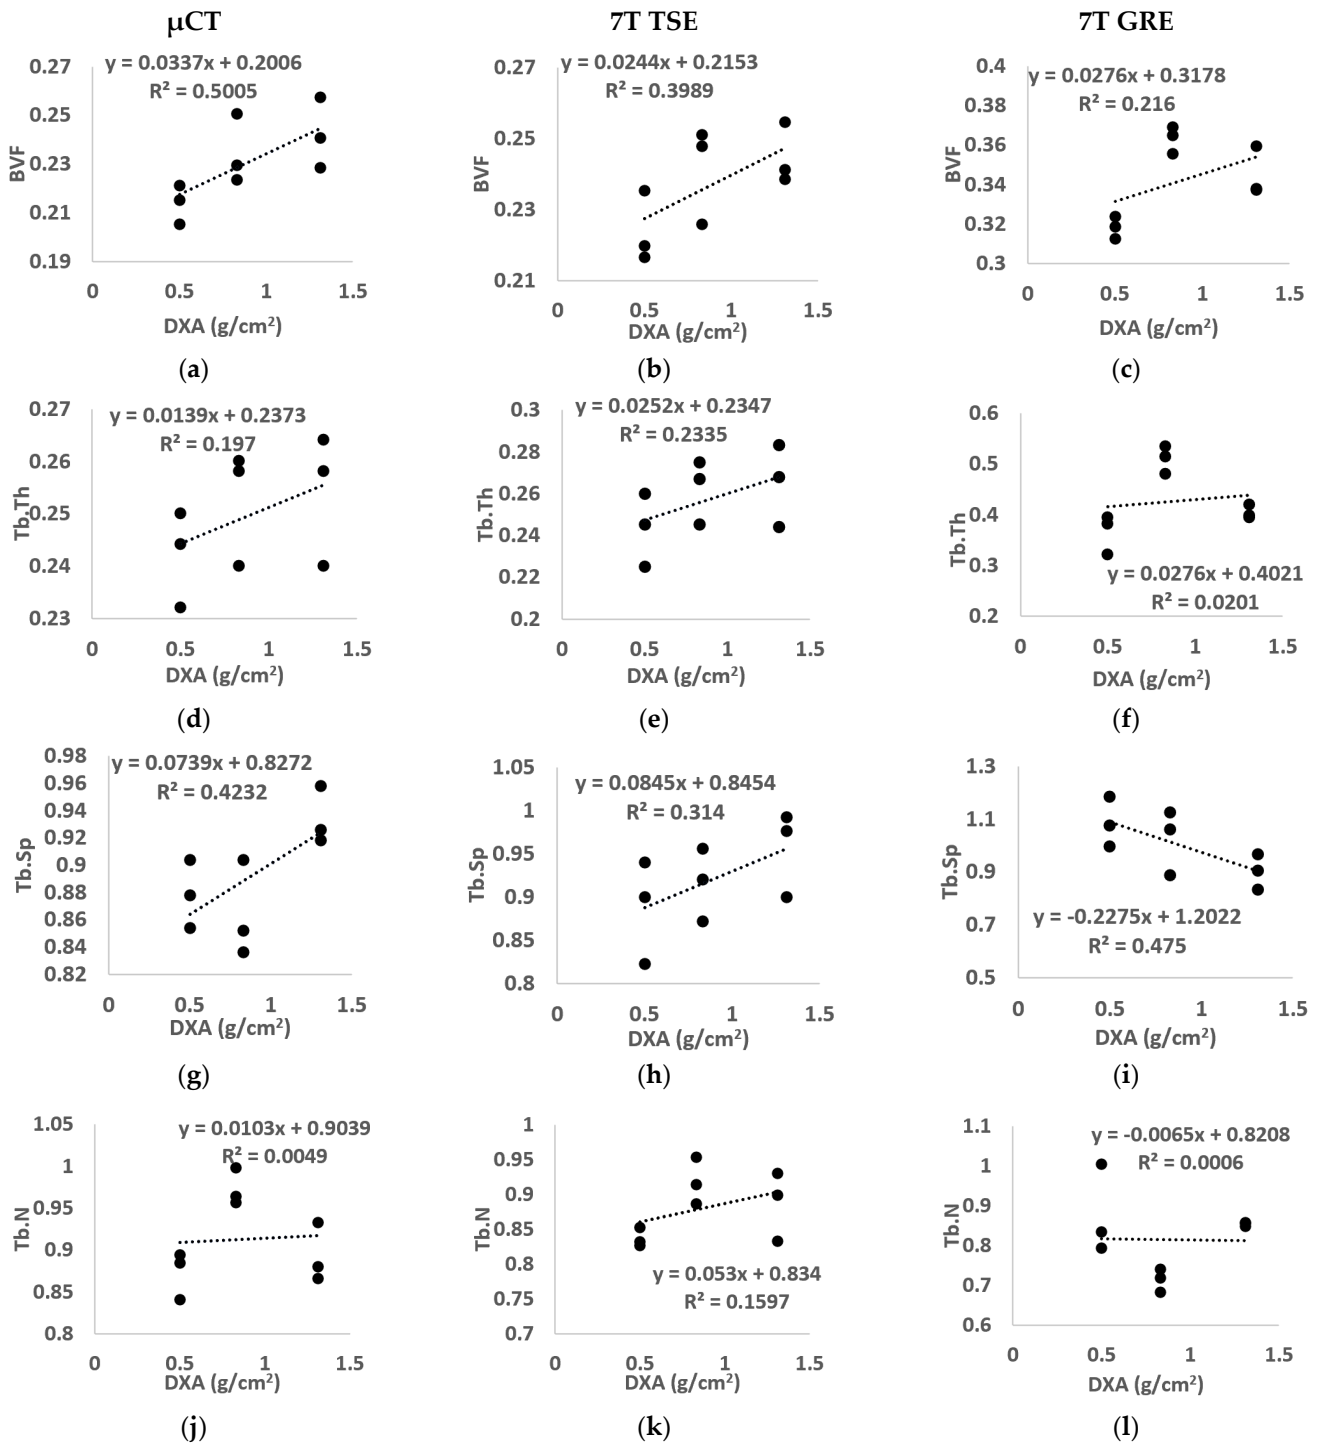 µCT 7T TSE 7T GRE
y = 0.0337x + 0.2006
R² = 0.5005
0.27
0.25
0.23
0.21
0.19
BVF
0 0.5 1 1.5
DXA (g/cm²)
(a)
y = 0.0244x + 0.2153
R² = 0.3989
0.27
0.25
0.23
0.21
BVF
0 0.5 1 1.5
DXA (g/cm²)
(b)
y = 0.0276x + 0.3178
R² = 0.216
0.4
0.38
0.36
0.34
0.32
0.3
BVF
0 0.5 1 1.5
DXA (g/cm²)
(c)
y = 0.0139x + 0.2373
R² = 0.197
0.27
0.26
0.25
0.24
0.23
Tb.Th
0 0.5 1 1.5
DXA (g/cm²)
(d)
y = 0.0252x + 0.2347
R² = 0.2335
0.3
0.28
0.26
0.24
0.22
0.2
Tb.Th
0 0.5 1 1.5
DXA (g/cm²)
(e)
0.6
0.5
0.4
0.3
0.2
Tb.Th
y = 0.0276x + 0.4021
R² = 0.0201
0 0.5 1 1.5
DXA (g/cm²)
(f)
y = 0.0739x + 0.8272
R² = 0.4232
0.98
0.96
0.94
0.92
0.9
0.88
0.86
0.84
0.82
Tb.Sp
0 0.5 1 1.5
DXA (g/cm²)
(g)
y = 0.0845x + 0.8454
R² = 0.314
1.05
1
0.95
0.9
0.85
0.8
Tb.Sp
0 0.5 1 1.5
DXA (g/cm²)
(h)
1.3
1.1
0.9
0.7
0.5
Tb.Sp
y = -0.2275x + 1.2022
R² = 0.475
0 0.5 1 1.5
DXA (g/cm²)
(i)
y = 0.0103x + 0.9039
R² = 0.0049
1.05
1
0.95
0.9
0.85
0.8
Tb.N
0 0.5 1 1.5
DXA (g/cm²)
(j)
1
0.95
0.9
0.85
0.8
0.75
0.7
Tb.N
y = 0.053x + 0.834
R² = 0.1597
0 0.5 1 1.5
DXA (g/cm²)
(k)
y = -0.0065x + 0.8208
R² = 0.0006
1.1
1
0.9
0.8
0.7
0.6
Tb.N
0 0.5 1 1.5
DXA (g/cm²)
(l)